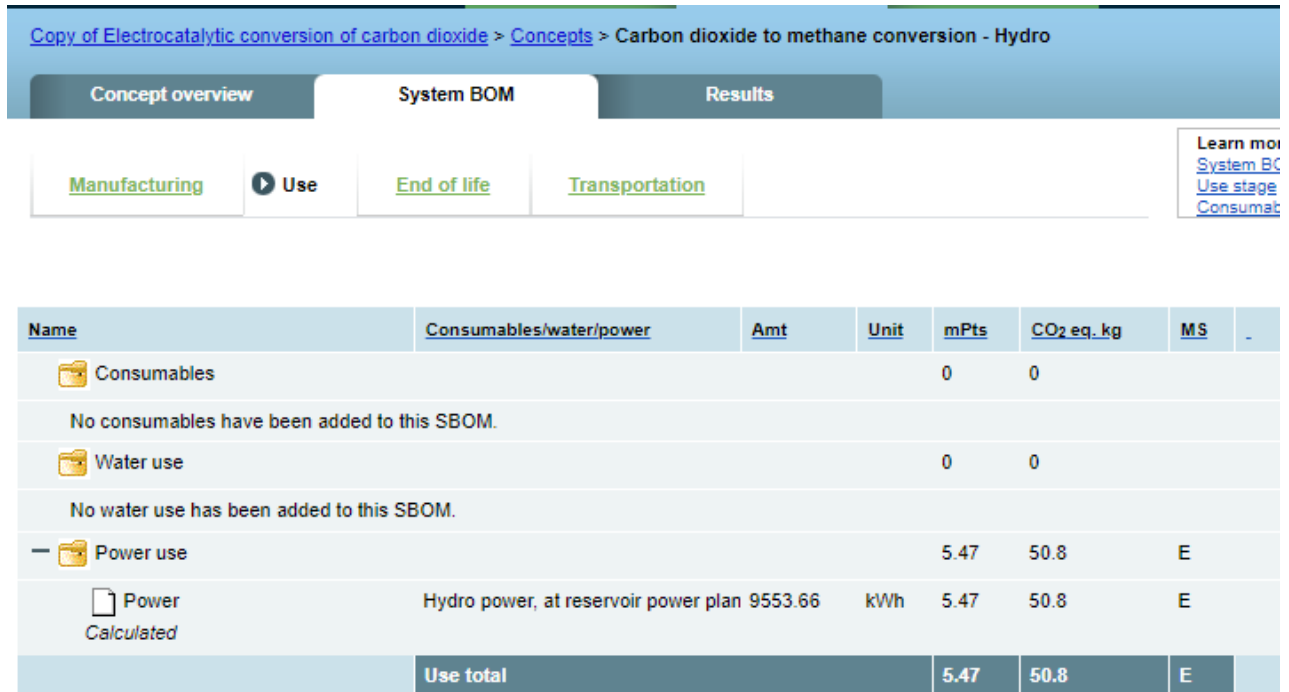 Copy of Electrocatalytic conversion of carbon dioxide > Concepts > Carbon dioxide to methane conversion - Hydro
Concept overview System BOM Results
Learn mor
System BO
Manufacturing Use End of life Transportation
Use stage
Consumab
Name Consumables/water/power Amt Unit mPts CO2 eq. kg MS -
Consumables 0 0
No consumables have been added to this SBOM.
Water use 0 0
No water use has been added to this SBOM.
Power use 5.47 50.8 E
Power Hydro power, at reservoir power plan 9553.66 kWh 5.47 50.8 E
Calculated
Use total 5.47 50.8 E